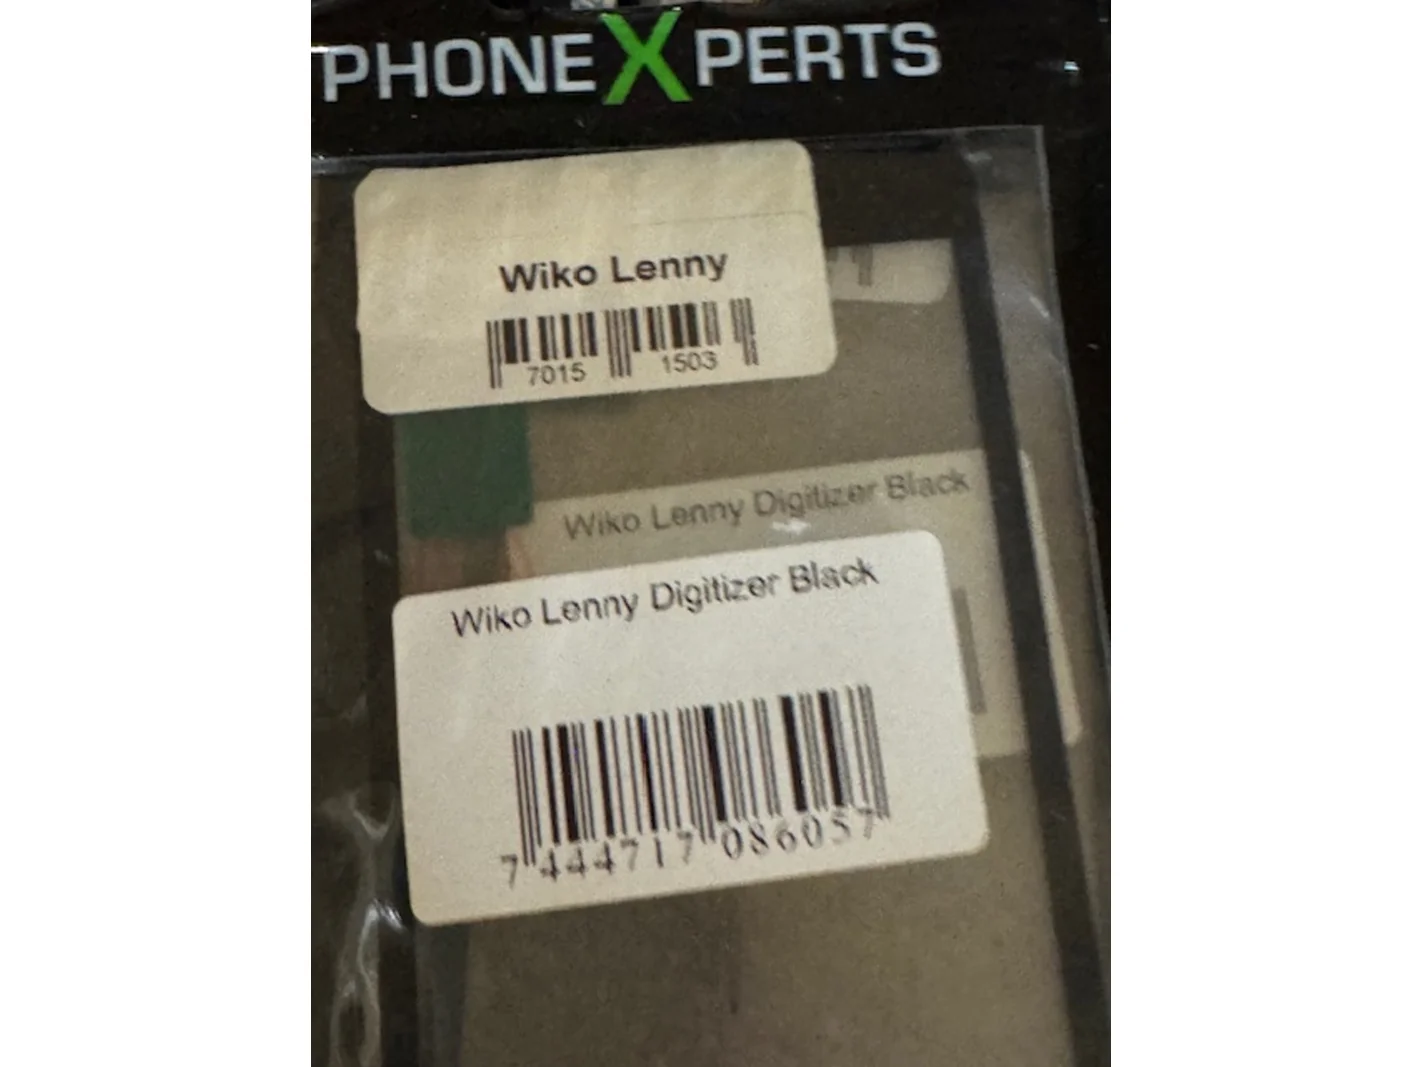 PHONEXPERTS
Wiko Lenny
7015 1503
Wiko Lenny Digitizer Black
Wiko Lenny Digitizer Black
7 444717 086057